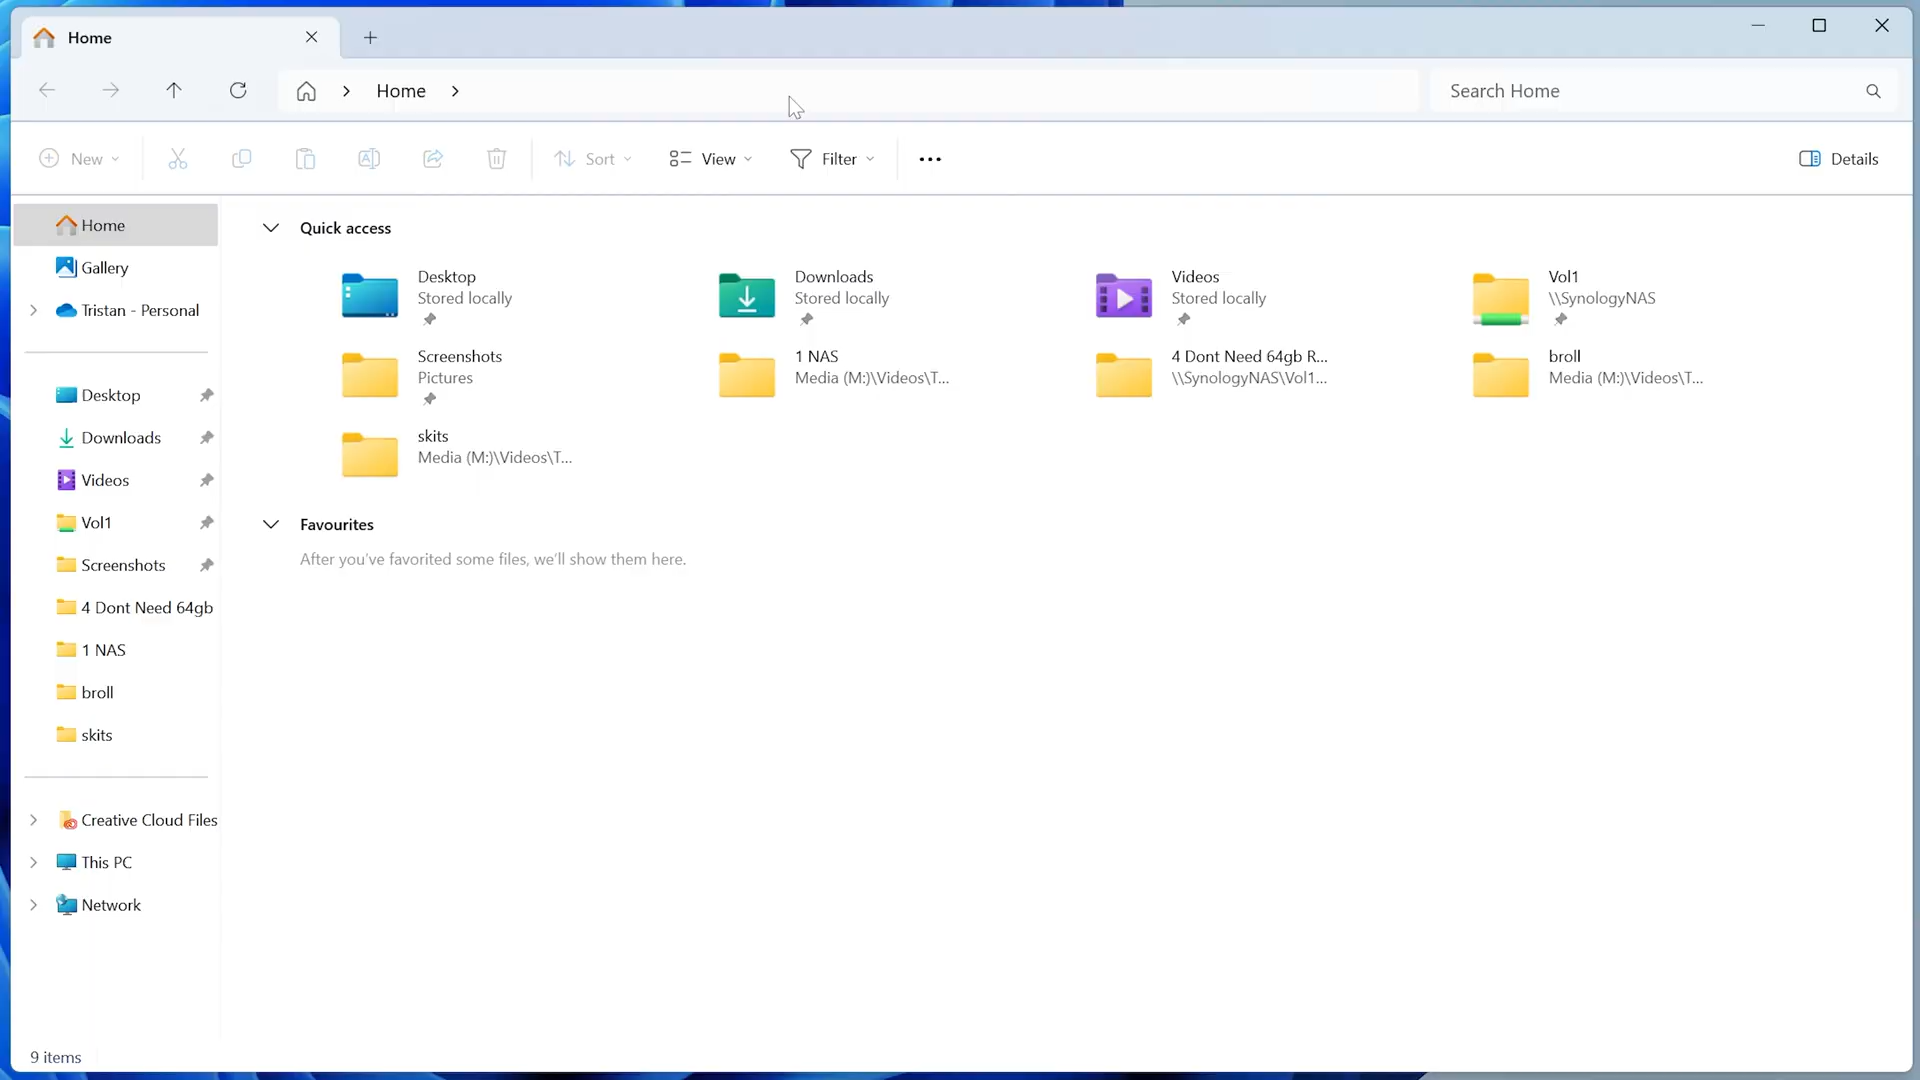 Home
Home
Search Home
New
Sort
View
Filter
Details
Home
Gallery
Tristan - Personal
Desktop
Downloads
Videos
Vol1
Screenshots
4 Dont Need 64gb
1 NAS
broll
skits
Creative Cloud Files
This PC
Network
Quick access
Desktop
Stored locally
Downloads
Stored locally
Videos
Stored locally
Vol1
\\SynologyNAS
Screenshots
Pictures
1 NAS
Media (M:)\Videos\T...
4 Dont Need 64gb R...
\\SynologyNAS\Vol1...
broll
Media (M:)\Videos\T...
skits
Media (M:)\Videos\T...
Favourites
After you've favorited some files, we'll show them here.
9 items